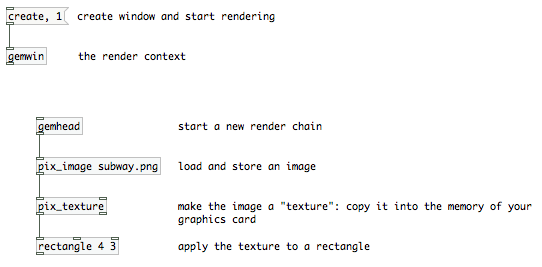 create, 1 create window and start rendering
gemwin the render context
gemhead start a new render chain
pix_image subway.png load and store an image
pix_texture make the image a "texture": copy it into the memory of your
graphics card
rectangle 4 3 apply the texture to a rectangle